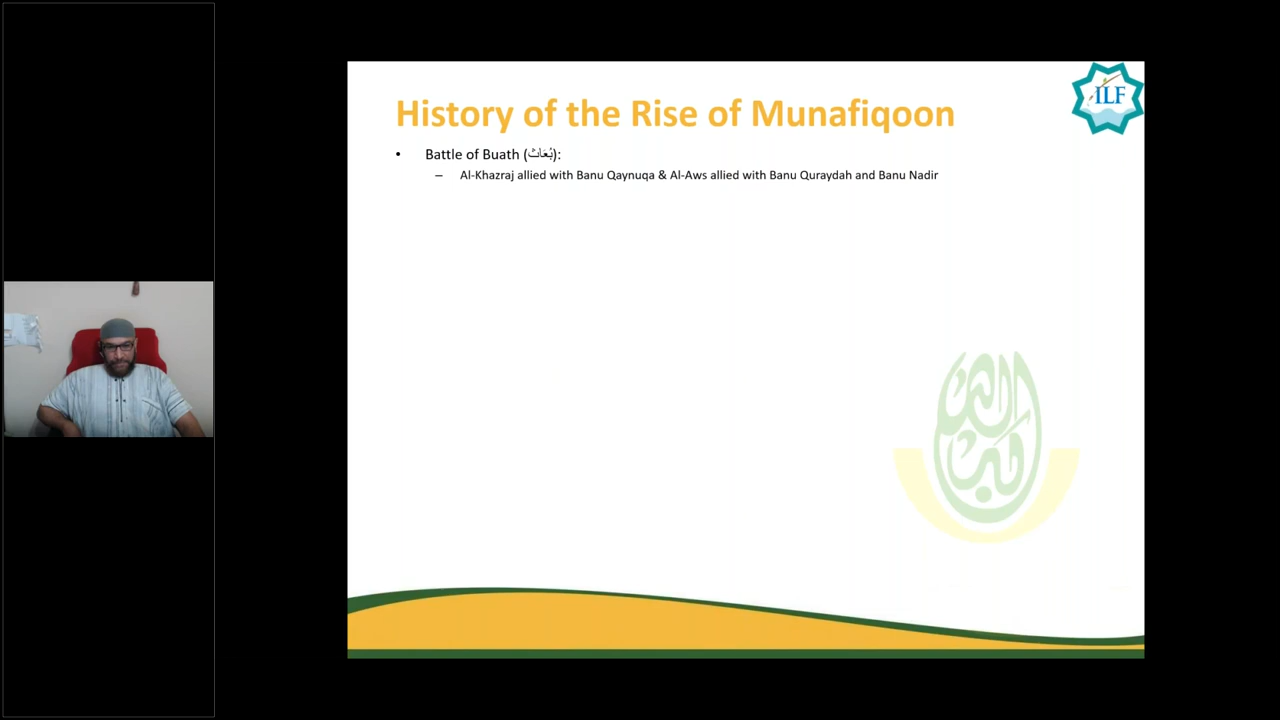 ILF
History of the Rise of Munafiqoon
• Battle of Buath (بُعَاث):
– Al-Khazraj allied with Banu Qaynuqa & Al-Aws allied with Banu Quraydah and Banu Nadir